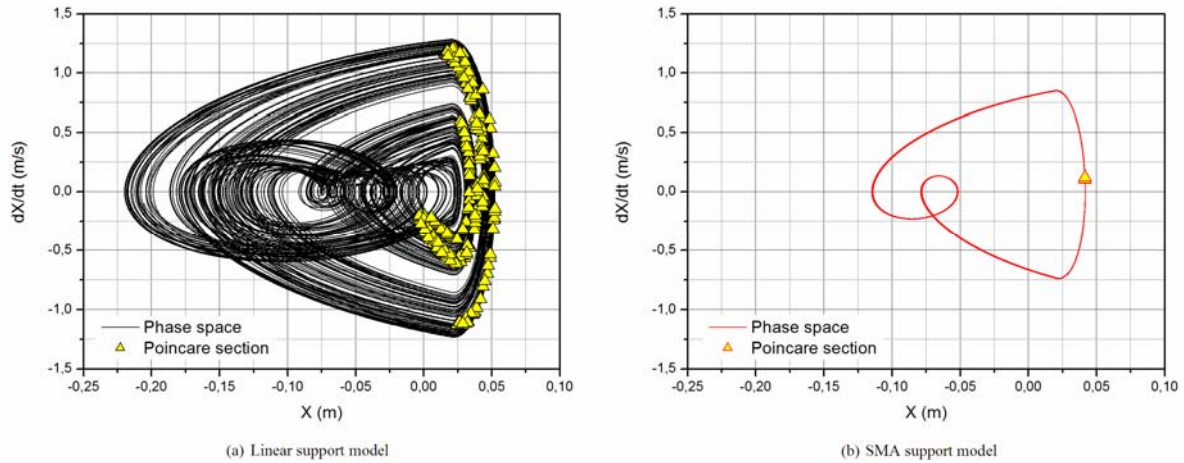 1,5
1,0
0,5
0,0
-0,5
-1,0
-1,5
dX/dt (m/s)
Phase space
Poincare section
-0,25 -0,20 -0,15 -0,10 -0,05 0,00 0,05 0,10
X (m)
(a) Linear support model
1,5
1,0
0,5
0,0
-0,5
-1,0
-1,5
dX/dt (m/s)
Phase space
Poincare section
-0,25 -0,20 -0,15 -0,10 -0,05 0,00 0,05 0,10
X (m)
(b) SMA support model